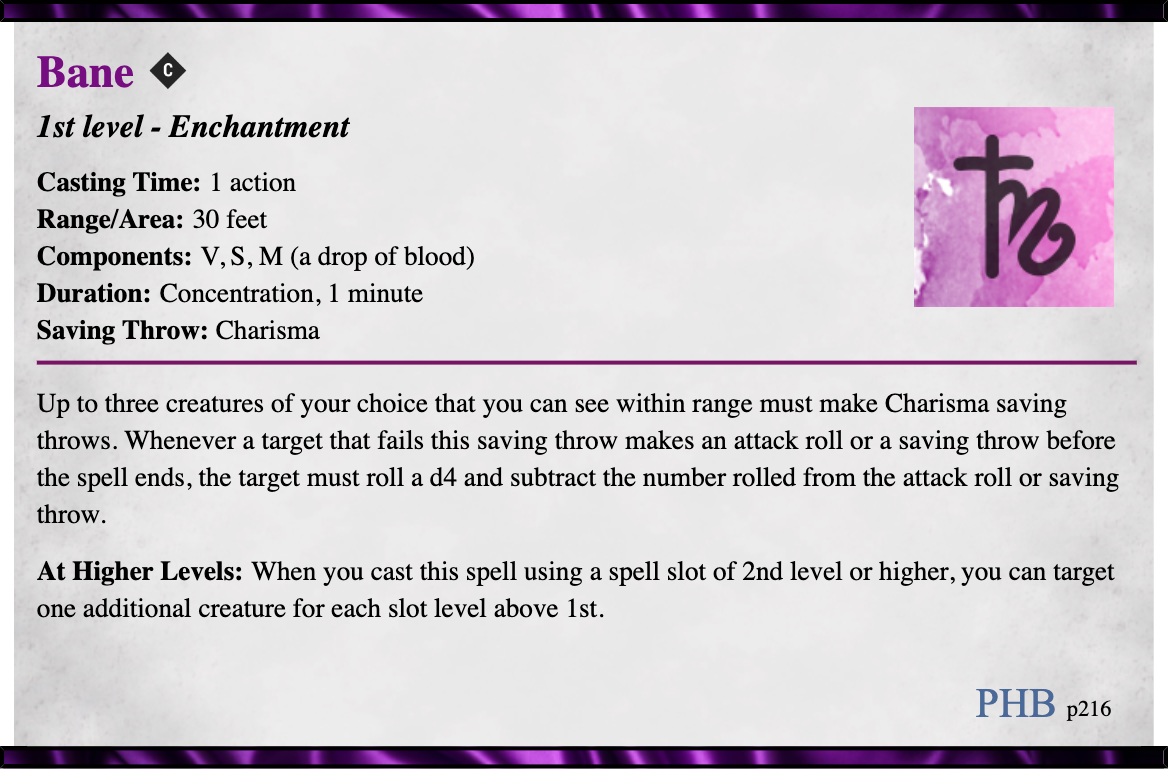 Bane C
1st level - Enchantment
Casting Time: 1 action
Range/Area: 30 feet
Components: V, S, M (a drop of blood)
Duration: Concentration, 1 minute
Saving Throw: Charisma
Up to three creatures of your choice that you can see within range must make Charisma saving
throws. Whenever a target that fails this saving throw makes an attack roll or a saving throw before
the spell ends, the target must roll a d4 and subtract the number rolled from the attack roll or saving
throw.
At Higher Levels: When you cast this spell using a spell slot of 2nd level or higher, you can target
one additional creature for each slot level above 1st.
PHB p216